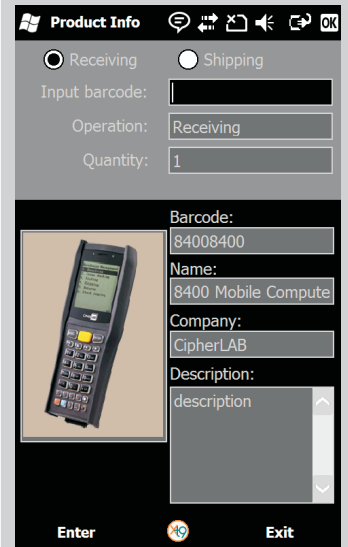 Product Info OK
Receiving Shipping
Input barcode:
Operation: Receiving
Quantity: 1
Barcode:
84008400
Name:
8400 Mobile Compute
Company:
CipherLAB
Description:
description
Enter Exit